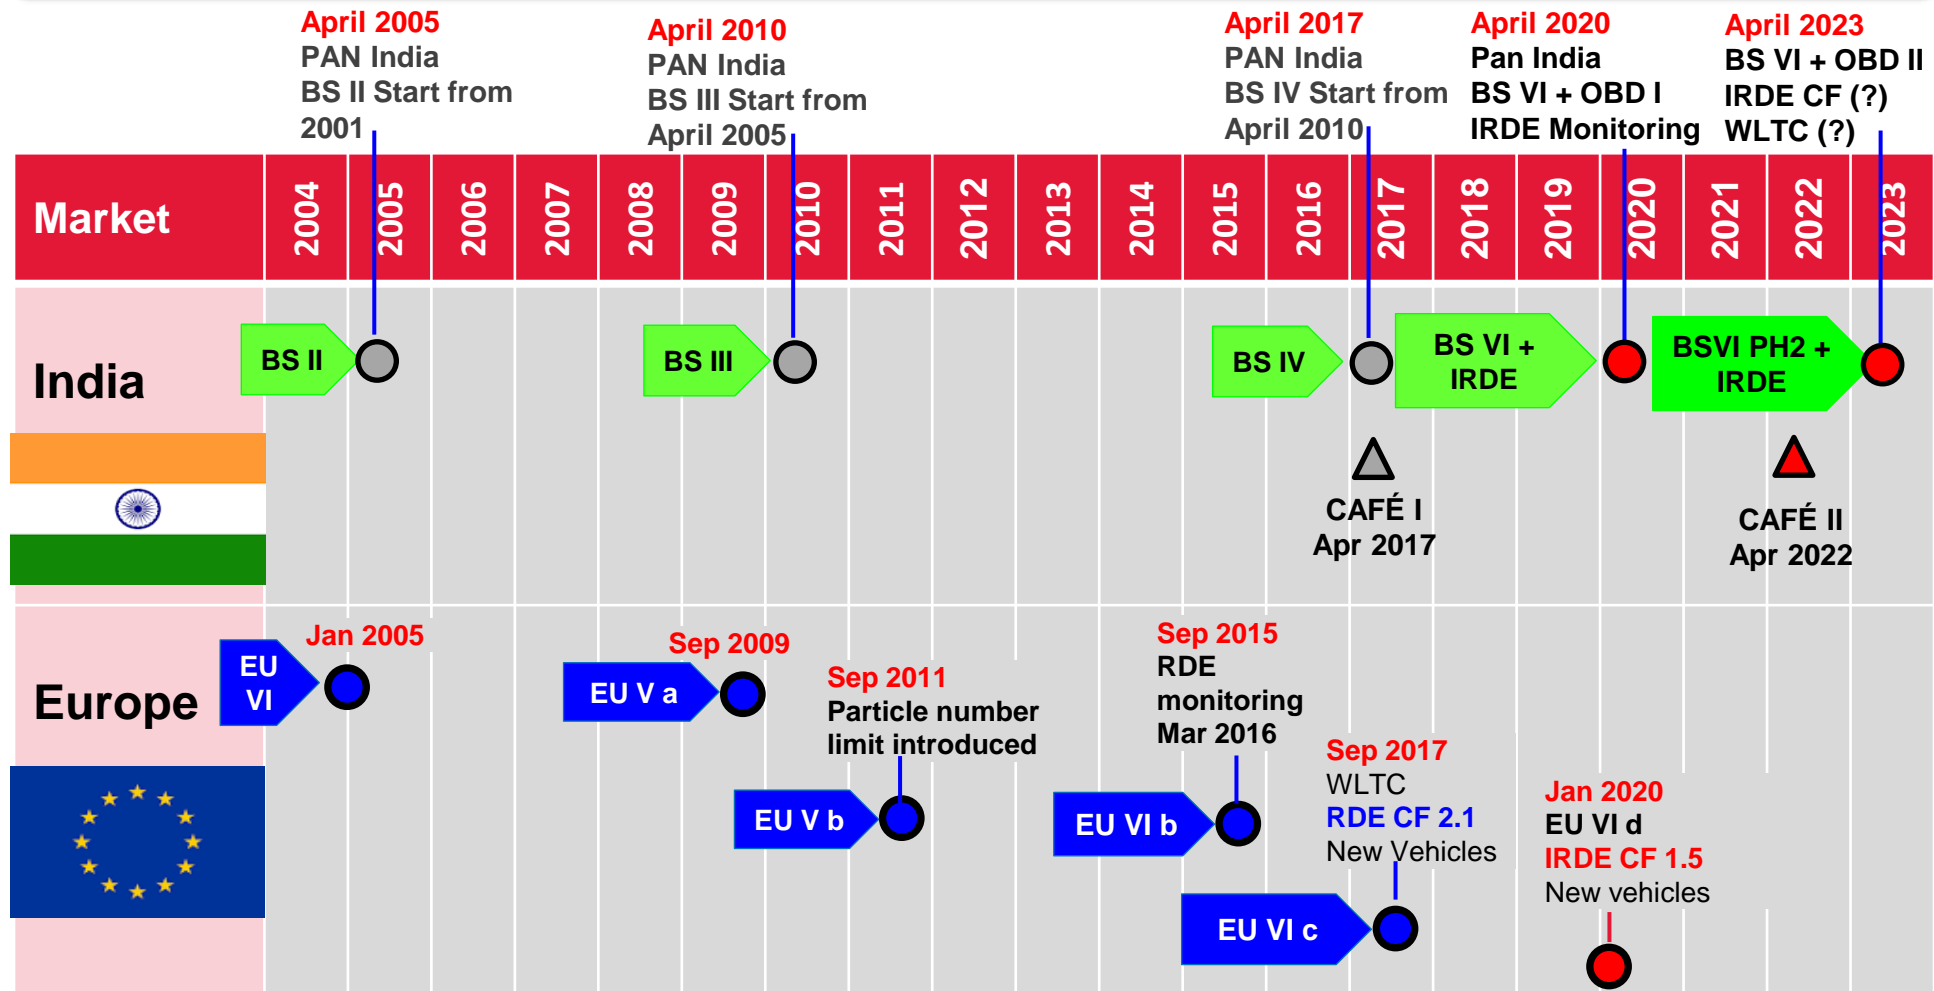 April 2005
PAN India
BS II Start from
2001
April 2010
PAN India
BS III Start from
April 2005
April 2017
PAN India
BS IV Start from
April 2010
April 2020
Pan India
BS VI + OBD I
IRDE Monitoring
April 2023
BS VI + OBD II
IRDE CF (?)
WLTC (?)
Market
2004
2005
2006
2007
2008
2009
2010
2011
2012
2013
2014
2015
2016
2017
2018
2019
2020
2021
2022
2023
India
BS II
BS III
BS IV
BS VI +
IRDE
BSVI PH2 +
IRDE
CAFÉ I
Apr 2017
CAFÉ II
Apr 2022
Europe
EU
VI
Jan 2005
EU V a
Sep 2009
EU V b
Sep 2011
Particle number
limit introduced
EU VI b
Sep 2015
RDE
monitoring
Mar 2016
EU VI c
Sep 2017
WLTC
RDE CF 2.1
New Vehicles
Jan 2020
EU VI d
IRDE CF 1.5
New vehicles